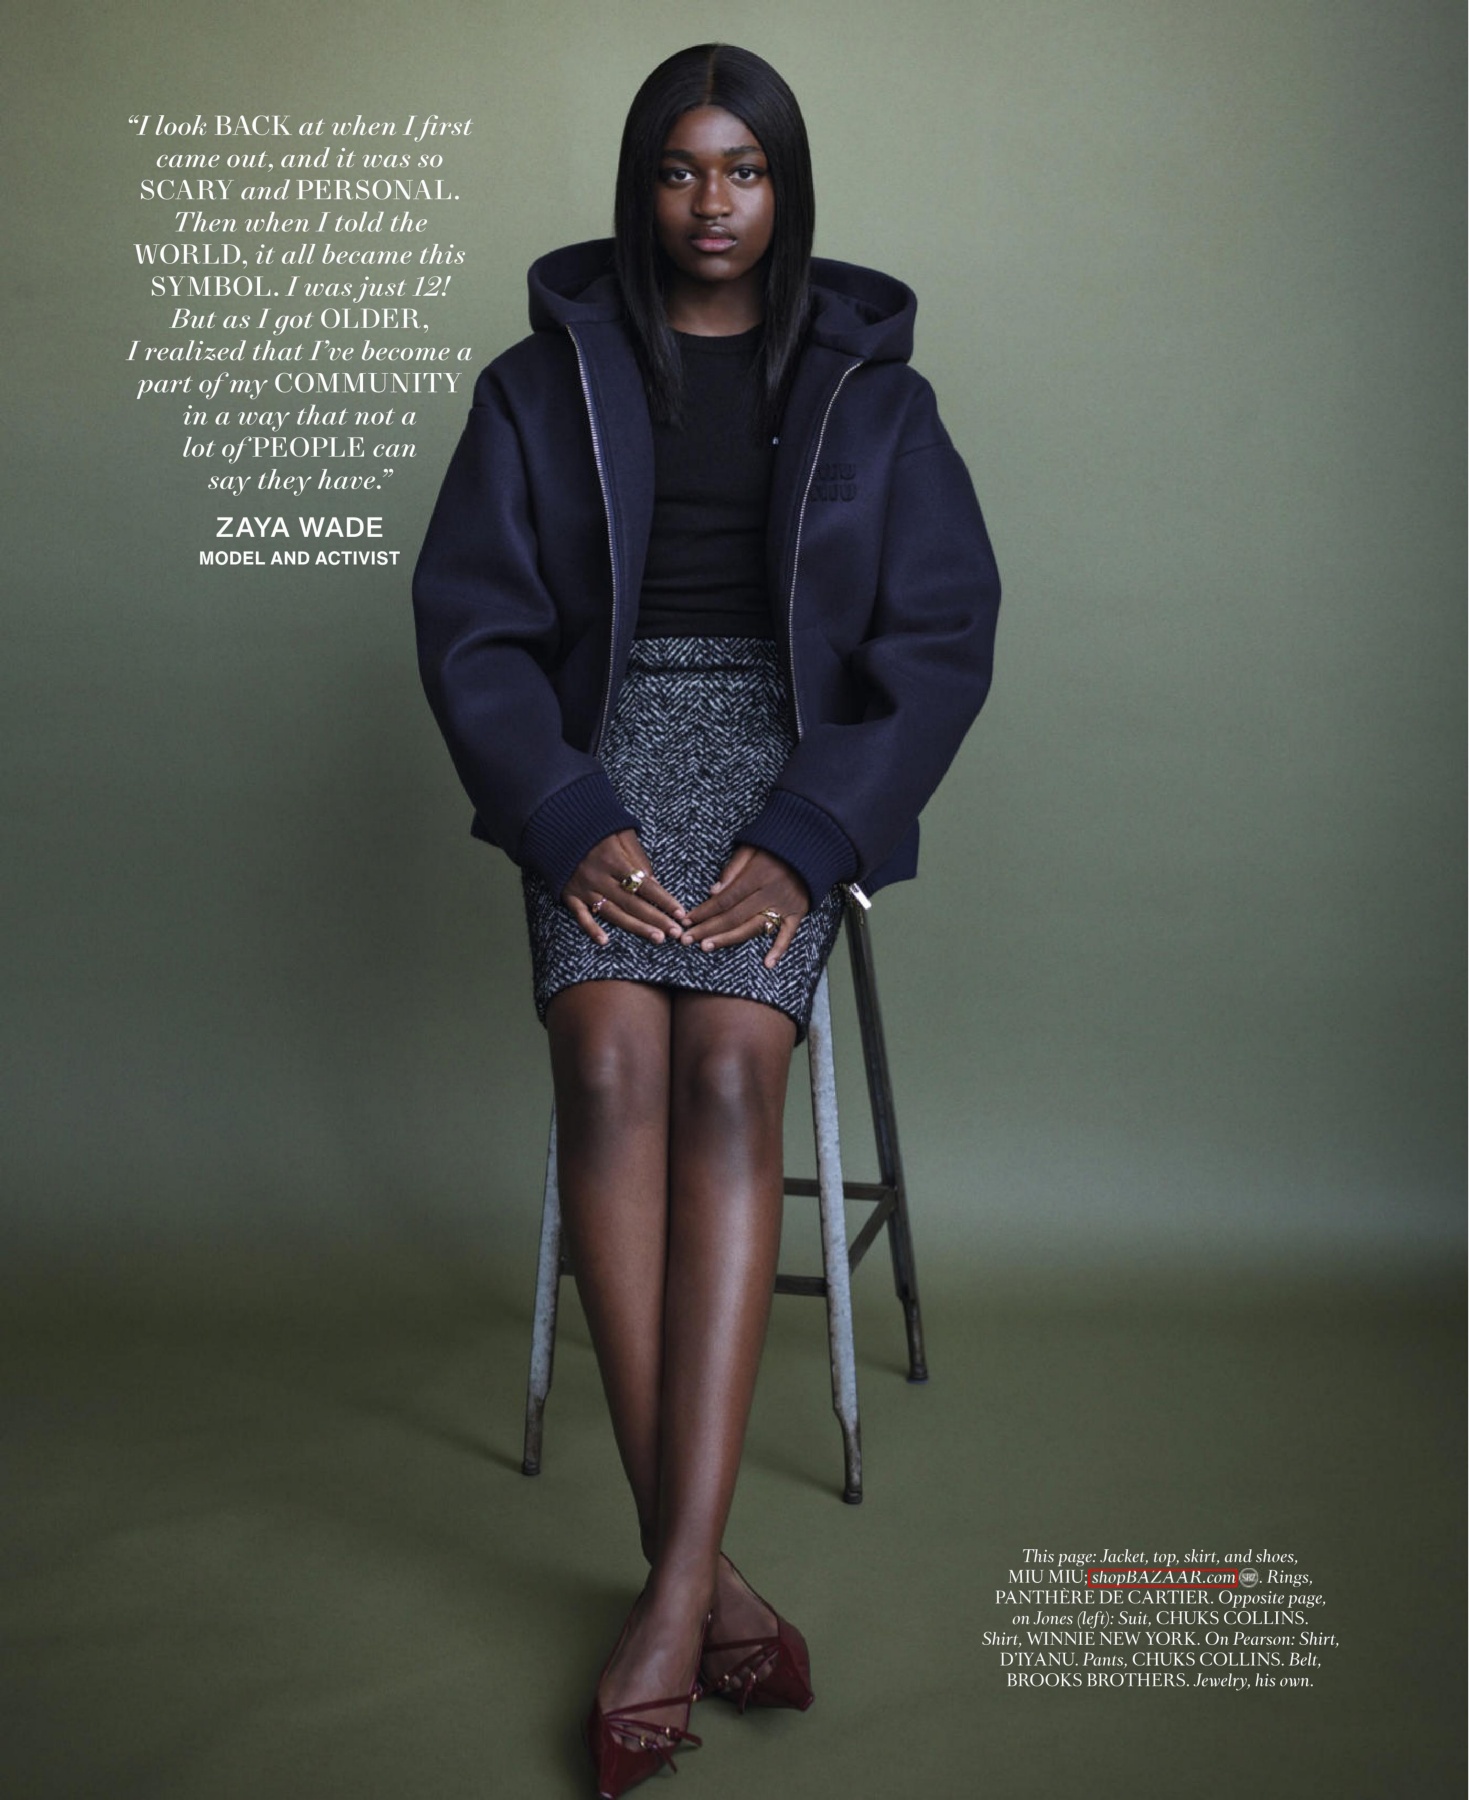 “I look BACK at when I first
came out, and it was so
SCARY and PERSONAL.
Then when I told the
WORLD, it all became this
SYMBOL. I was just 12!
But as I got OLDER,
I realized that I’ve become a
part of my COMMUNITY
in a way that not a
lot of PEOPLE can
say they have.”
ZAYA WADE
MODEL AND ACTIVIST
MIU
MIU
This page: Jacket, top, skirt, and shoes,
MIU MIU; shopBAZAAR.com SBZ. Rings,
PANTHÈRE DE CARTIER. Opposite page,
on Jones (left): Suit, CHUKS COLLINS.
Shirt, WINNIE NEW YORK. On Pearson: Shirt,
D’IYANU. Pants, CHUKS COLLINS. Belt,
BROOKS BROTHERS. Jewelry, his own.